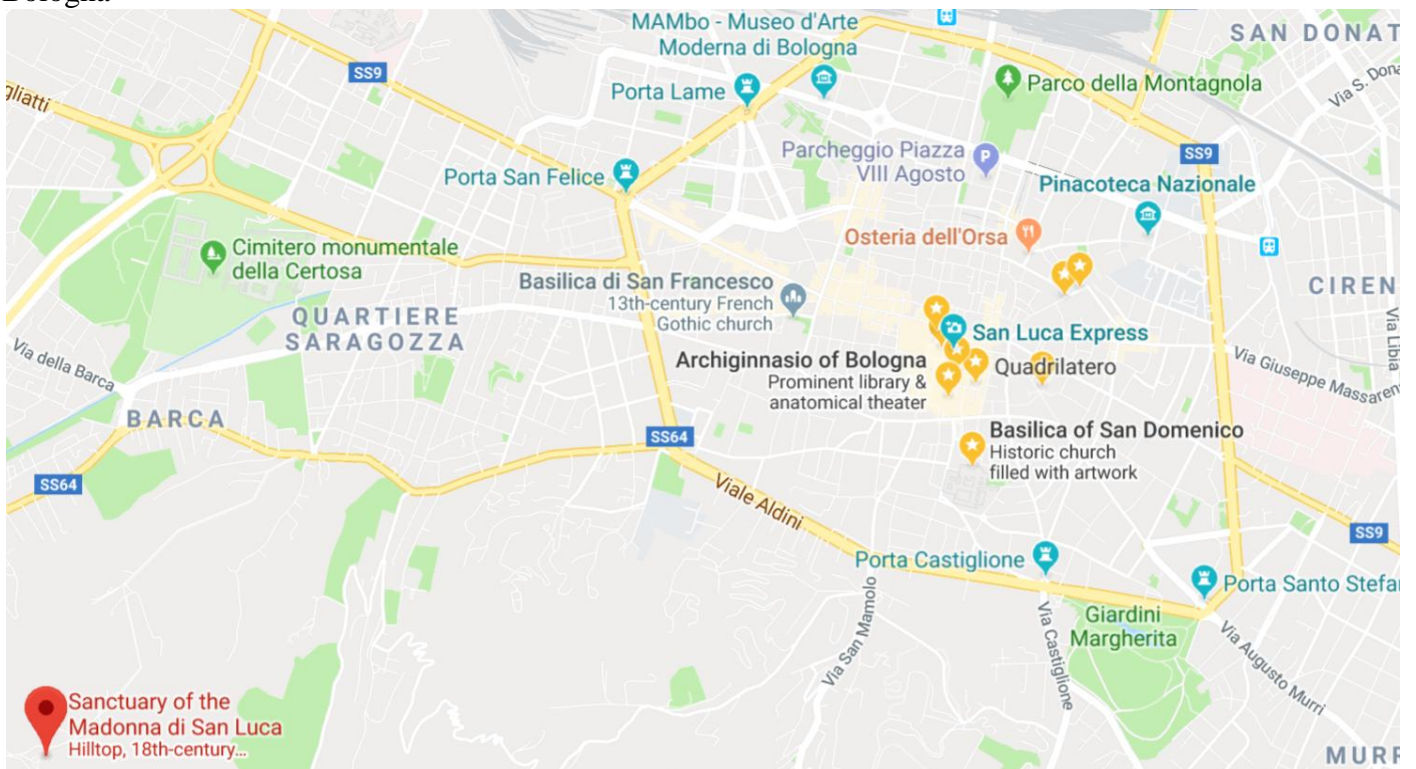 Bologna
MAMbo - Museo d'Arte
Moderna di Bologna
SAN DONAT
SS9
Porta Lame
Parco della Montagnola
Via S. Dona
gliatti
Parcheggio Piazza
VIII Agosto
SS9
Porta San Felice
Pinacoteca Nazionale
Osteria dell'Orsa
Cimitero monumentale
della Certosa
Basilica di San Francesco
13th-century French
Gothic church
CIREN
QUARTIERE
SARAGOZZA
San Luca Express
Via Libia
Via della Barca
Archiginnasio of Bologna
Prominent library &
anatomical theater
Quadrilatero
Via Giuseppe Massaren
BARCA
SS64
Basilica of San Domenico
Historic church
filled with artwork
SS64
Viale Aldini
SS9
Porta Castiglione
Porta Santo Stefa
Via San Mamolo
Via Castiglione
Giardini
Margherita
Via Augusto Murri
Sanctuary of the
Madonna di San Luca
Hilltop, 18th-century...
MURR